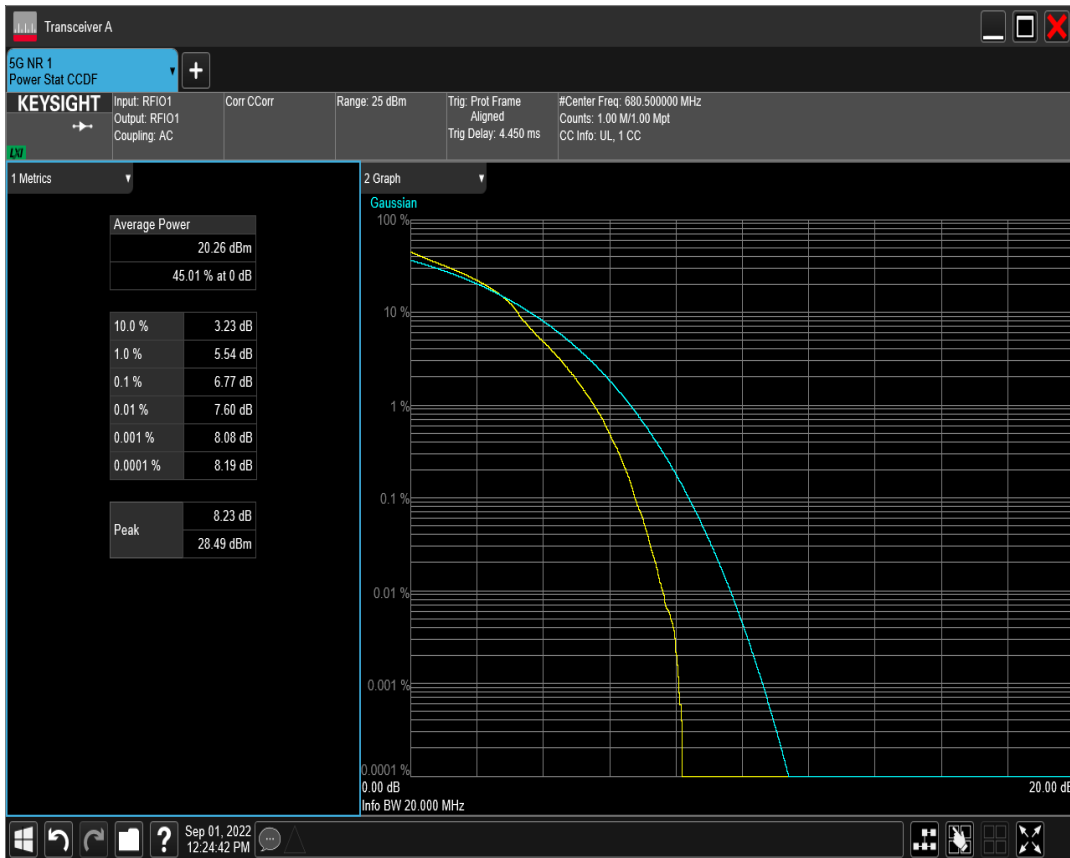 Transceiver A
5G NR 1
Power Stat CCDF
+
KEYSIGHT
LXI
Input: RFIO1
Output: RFIO1
Coupling: AC
Corr CCorr
Range: 25 dBm
Trig: Prot Frame
Aligned
Trig Delay: 4.450 ms
#Center Freq: 680.500000 MHz
Counts: 1.00 M/1.00 Mpt
CC Info: UL, 1 CC
1 Metrics
Average Power
20.26 dBm
45.01 % at 0 dB
10.0 % 3.23 dB
1.0 % 5.54 dB
0.1 % 6.77 dB
0.01 % 7.60 dB
0.001 % 8.08 dB
0.0001 % 8.19 dB
Peak
8.23 dB
28.49 dBm
2 Graph
Gaussian
100 %
10 %
1 %
0.1 %
0.01 %
0.001 %
0.0001 %
0.00 dB 20.00 dB
Info BW 20.000 MHz
?
Sep 01, 2022
12:24:42 PM